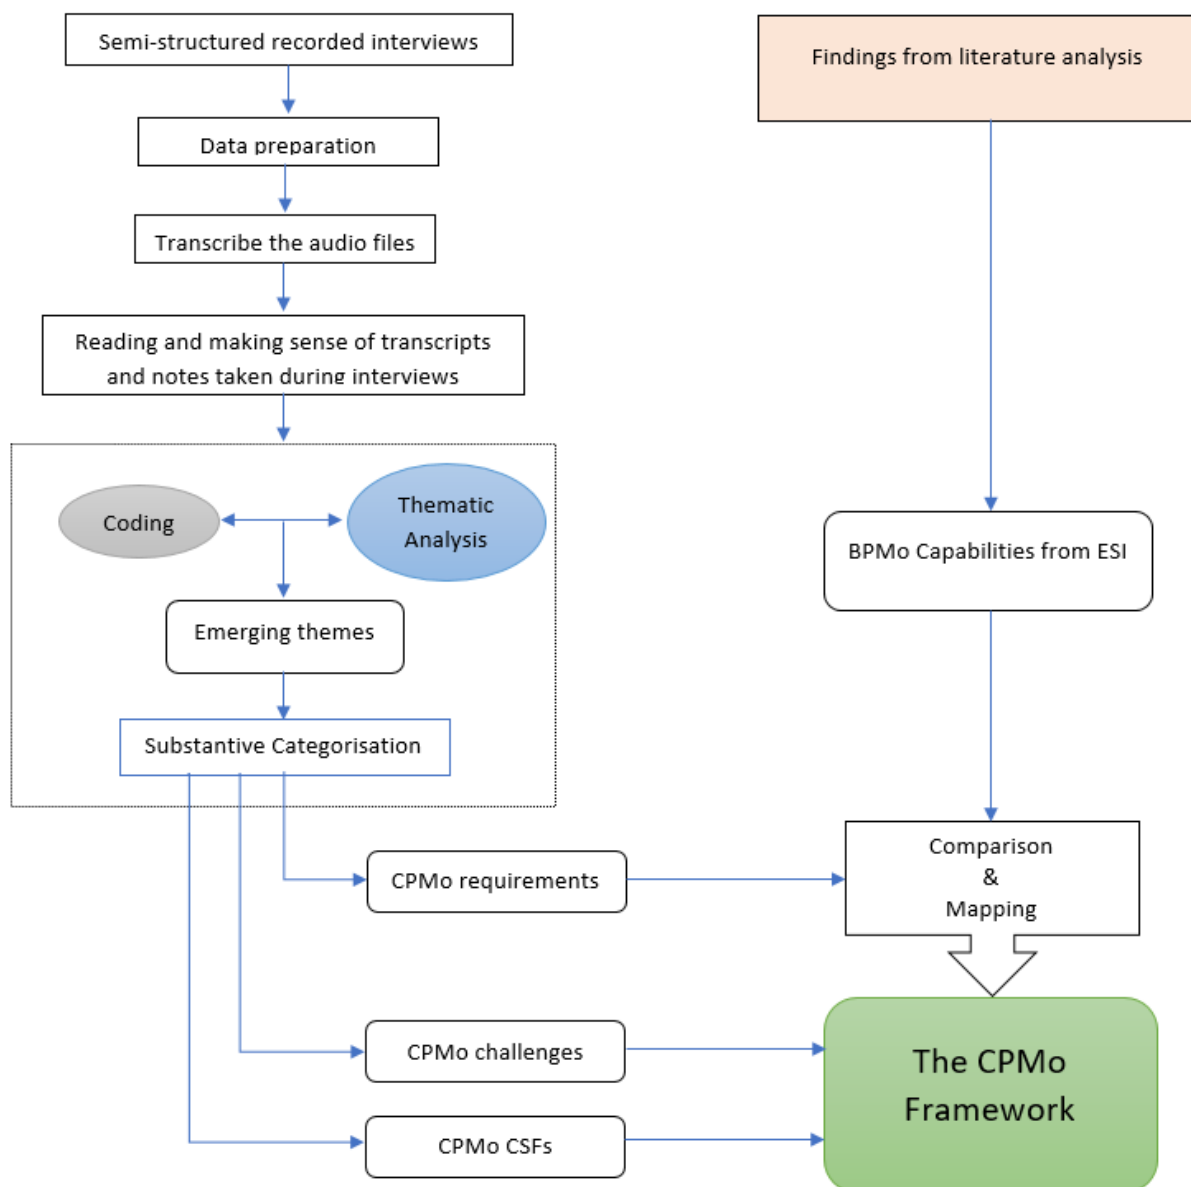 Semi-structured recorded interviews
Findings from literature analysis
Data preparation
Transcribe the audio files
Reading and making sense of transcripts
and notes taken during interviews
Coding
Thematic
Analysis
BPMo Capabilities from ESI
Emerging themes
Substantive Categorisation
Comparison
&
Mapping
CPMo requirements
CPMo challenges
The CPMo
Framework
CPMo CSFs